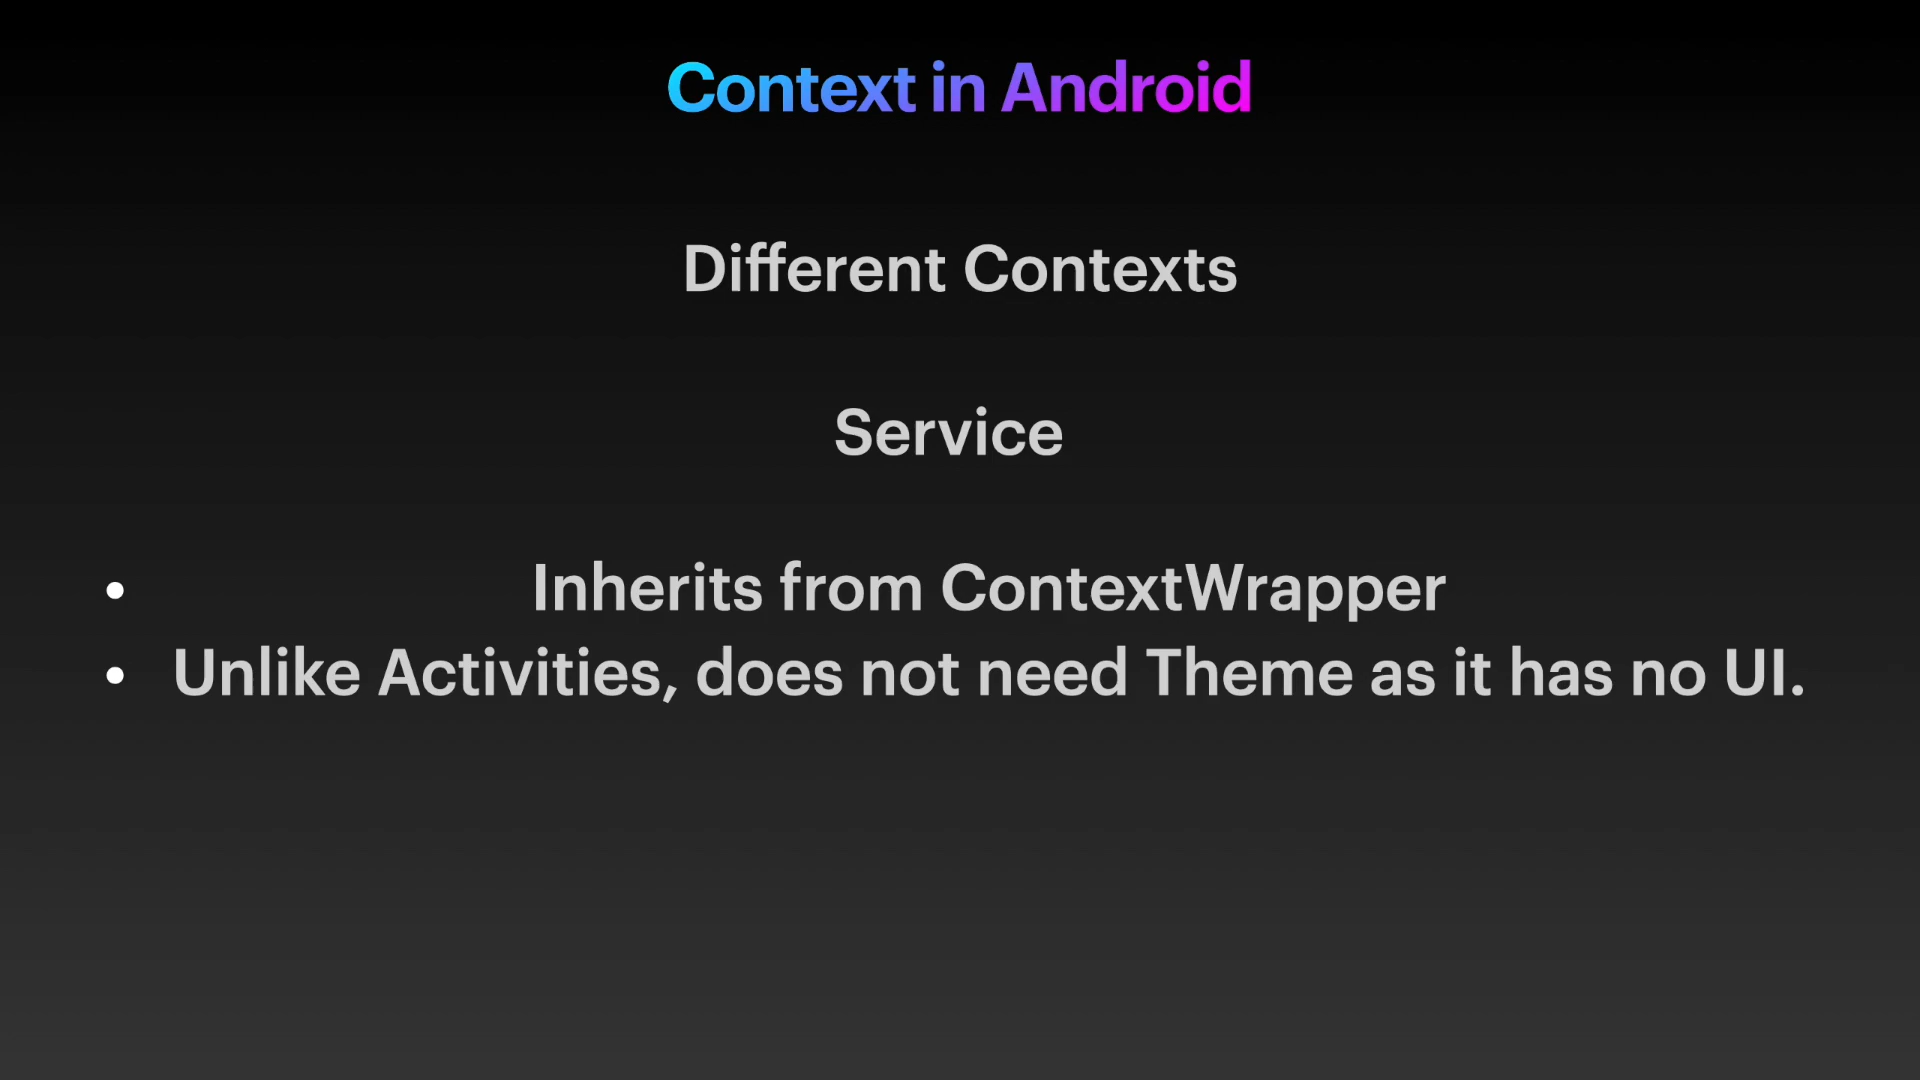 Context in Android
Different Contexts
Service
• Inherits from ContextWrapper
• Unlike Activities, does not need Theme as it has no UI.